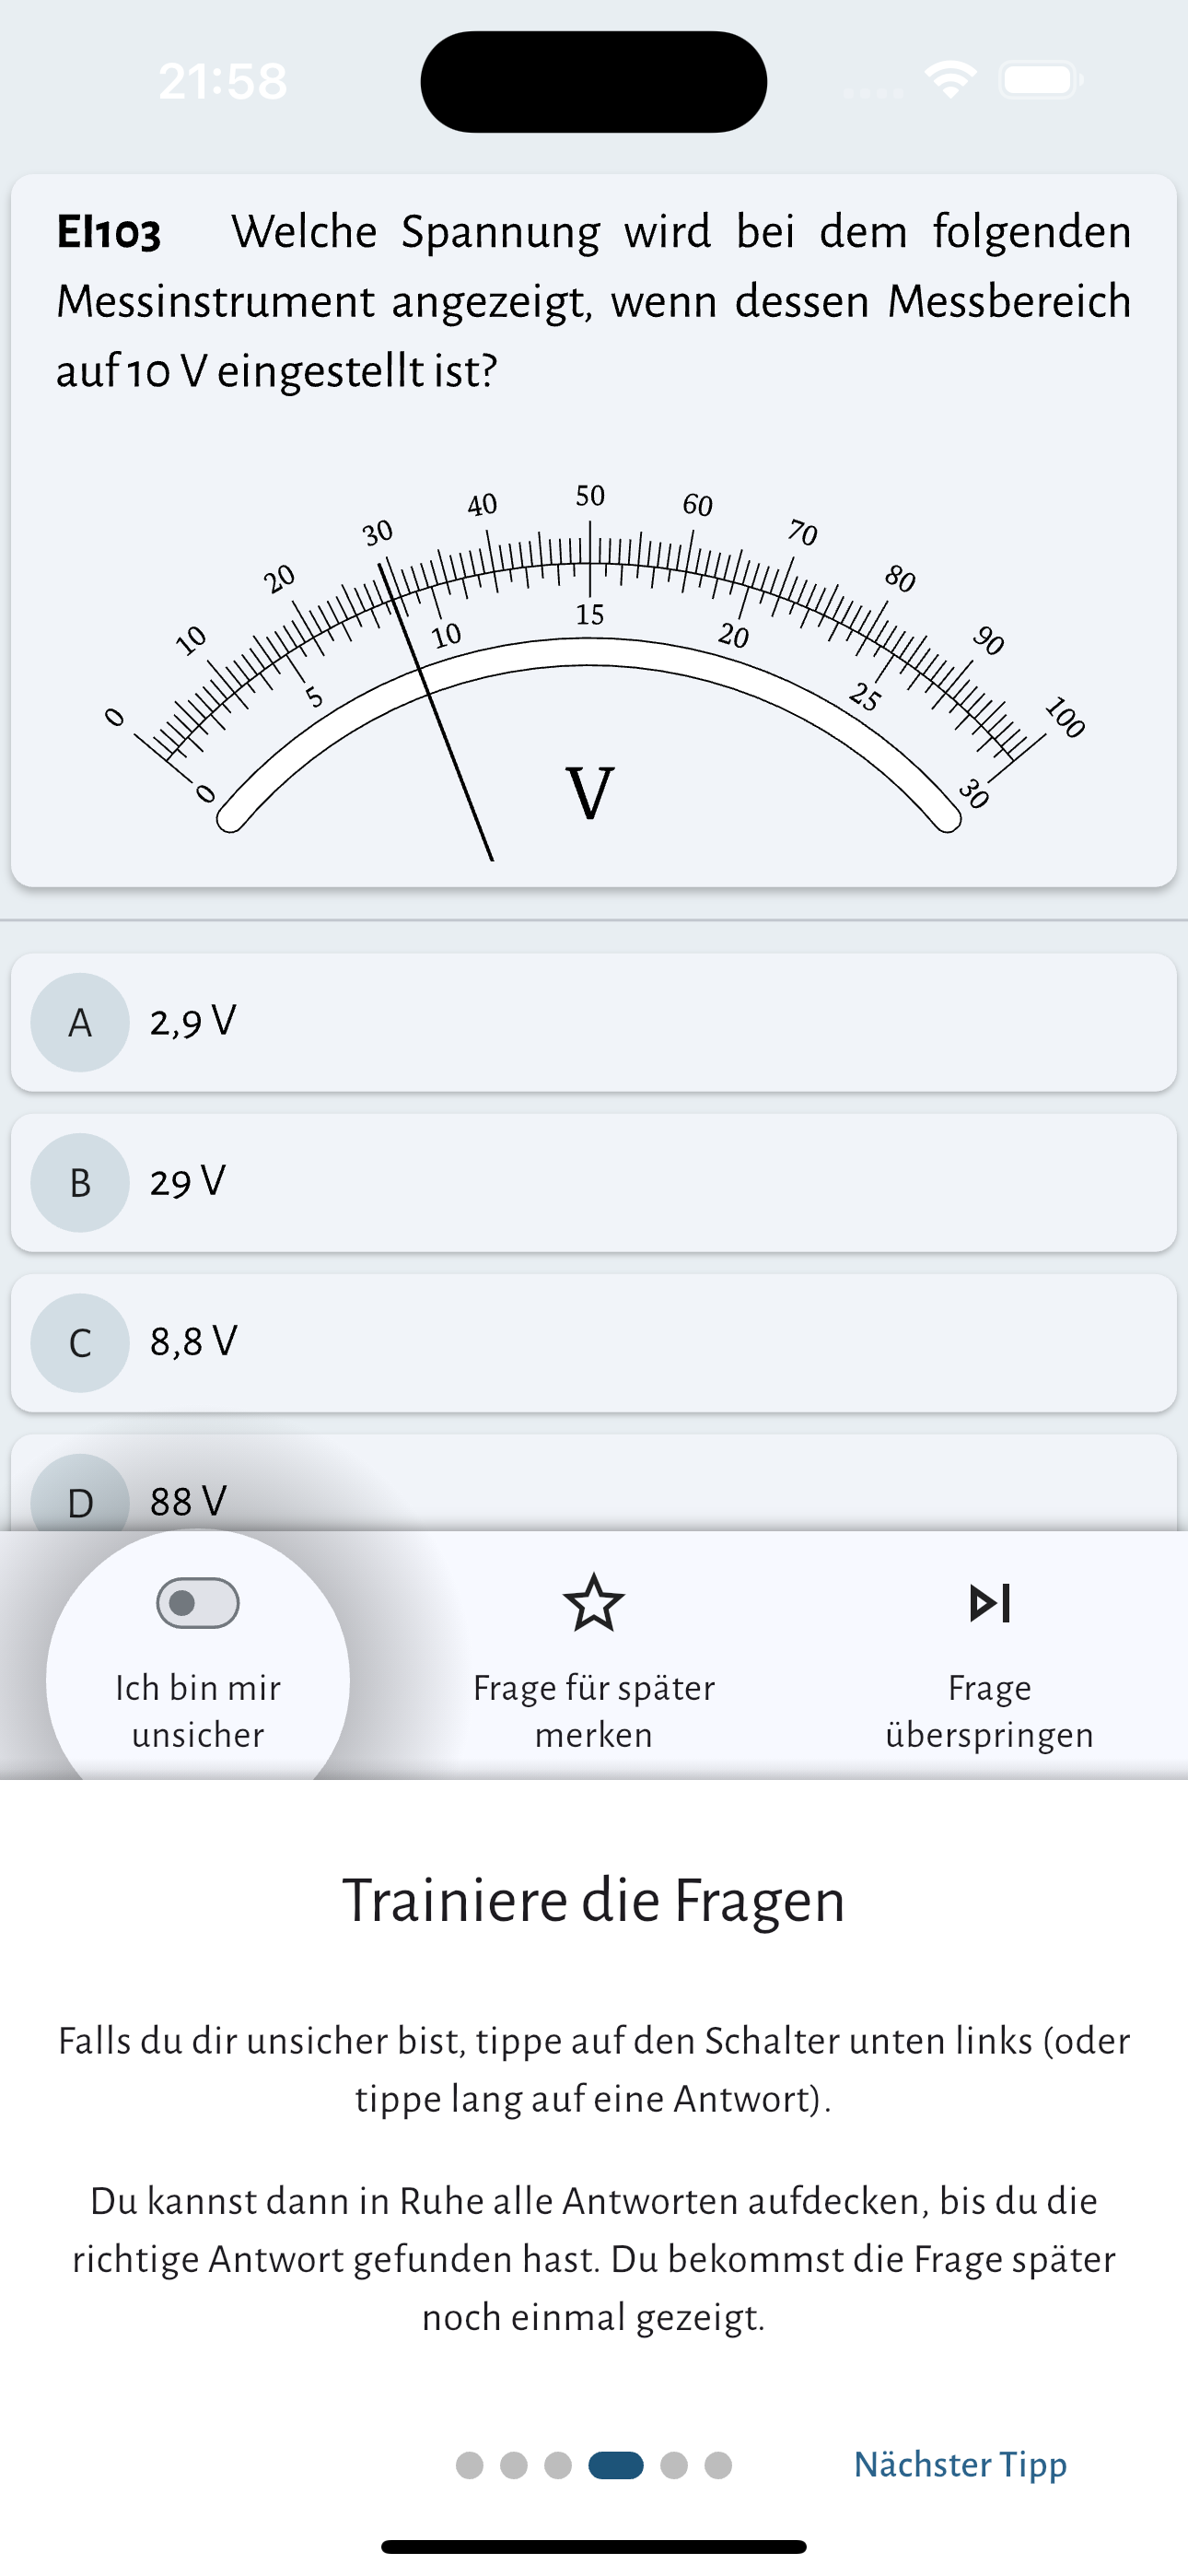 21:58
EI103 Welche Spannung wird bei dem folgenden
Messinstrument angezeigt, wenn dessen Messbereich
auf 10 V eingestellt ist?
0 10 20 30 40 50 60 70 80 90 100
0 5 10 15 20 25 30
V
A 2,9 V
B 29 V
C 8,8 V
D 88 V
Ich bin mir
unsicher
Frage für später
merken
Frage
überspringen
Trainiere die Fragen
Falls du dir unsicher bist, tippe auf den Schalter unten links (oder
tippe lang auf eine Antwort).
Du kannst dann in Ruhe alle Antworten aufdecken, bis du die
richtige Antwort gefunden hast. Du bekommst die Frage später
noch einmal gezeigt.
Nächster Tipp